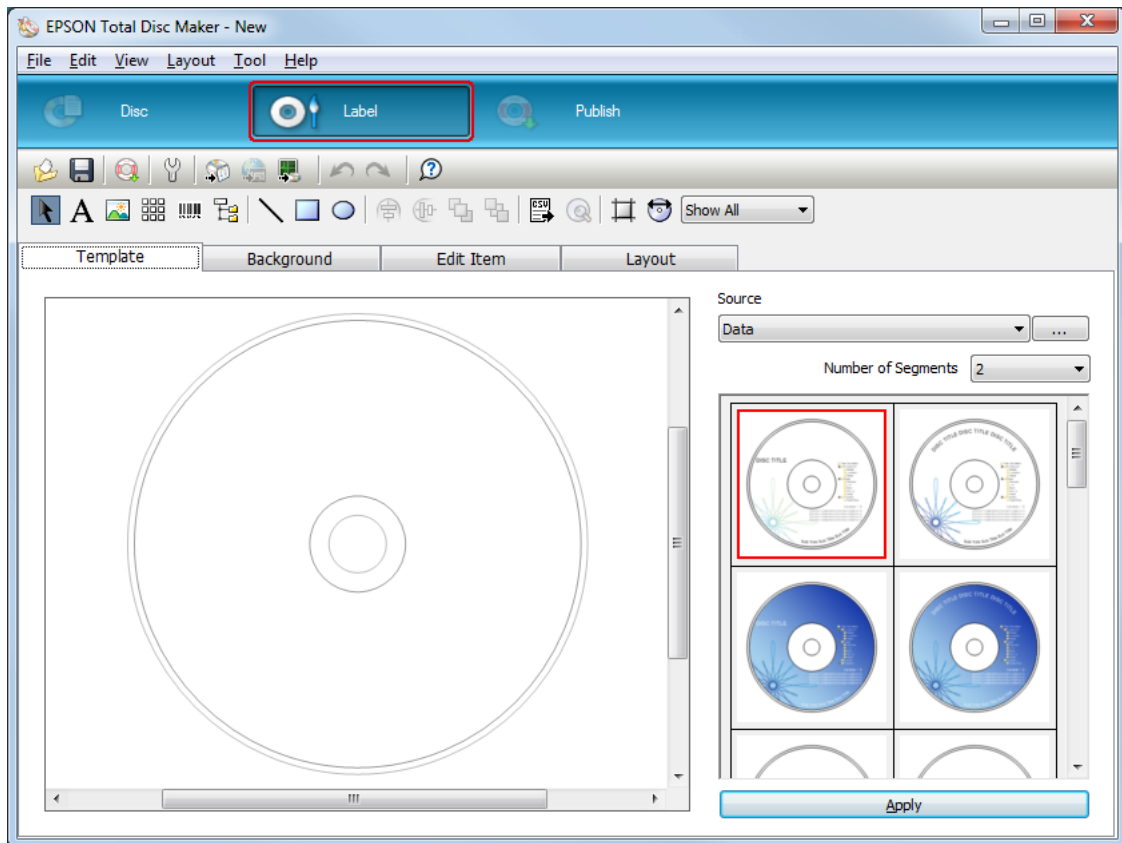 EPSON Total Disc Maker - New
File Edit View Layout Tool Help
Disc Label Publish
A CSV Show All
Template Background Edit Item Layout
Source
Data ...
Number of Segments 2
DISC TITLE
DISC TITLE DISC TITLE DISC TITLE
DISC TITLE
DISC TITLE DISC TITLE DISC TITLE
Apply